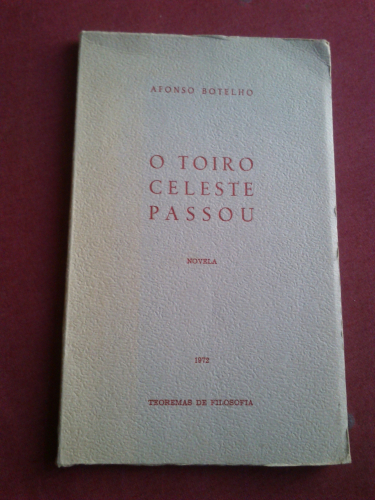 AFONSO BOTELHO
O TOIRO
CELESTE
PASSOU
NOVELA
1972
TEOREMAS DE FILOSOFIA